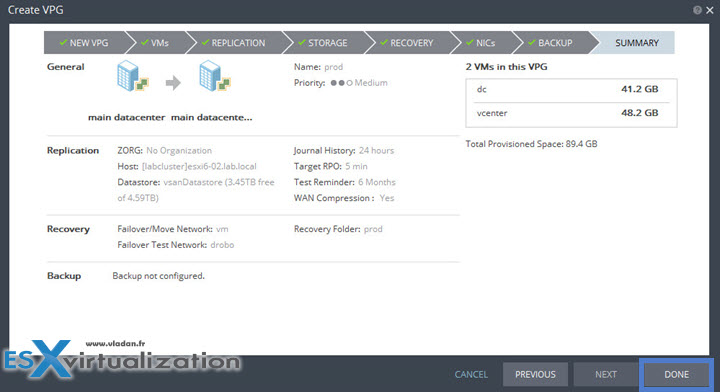 Create VPG
NEW VPG
VMs
REPLICATION
STORAGE
RECOVERY
NICs
BACKUP
SUMMARY
General
main datacenter main datacente...
Name: prod
Priority: Medium
2 VMs in this VPG
dc 41.2 GB
vcenter 48.2 GB
Total Provisioned Space: 89.4 GB
Replication
ZORG: No Organization
Host: [labcluster]esxi6-02.lab.local
Datastore: vsanDatastore (3.45TB free
of 4.59TB)
Journal History: 24 hours
Target RPO: 5 min
Test Reminder: 6 Months
WAN Compression : Yes
Recovery
Failover/Move Network: vm
Failover Test Network: drobo
Recovery Folder: prod
Backup
Backup not configured.
www.vladan.fr
ESXvirtualization
CANCEL
PREVIOUS
NEXT
DONE